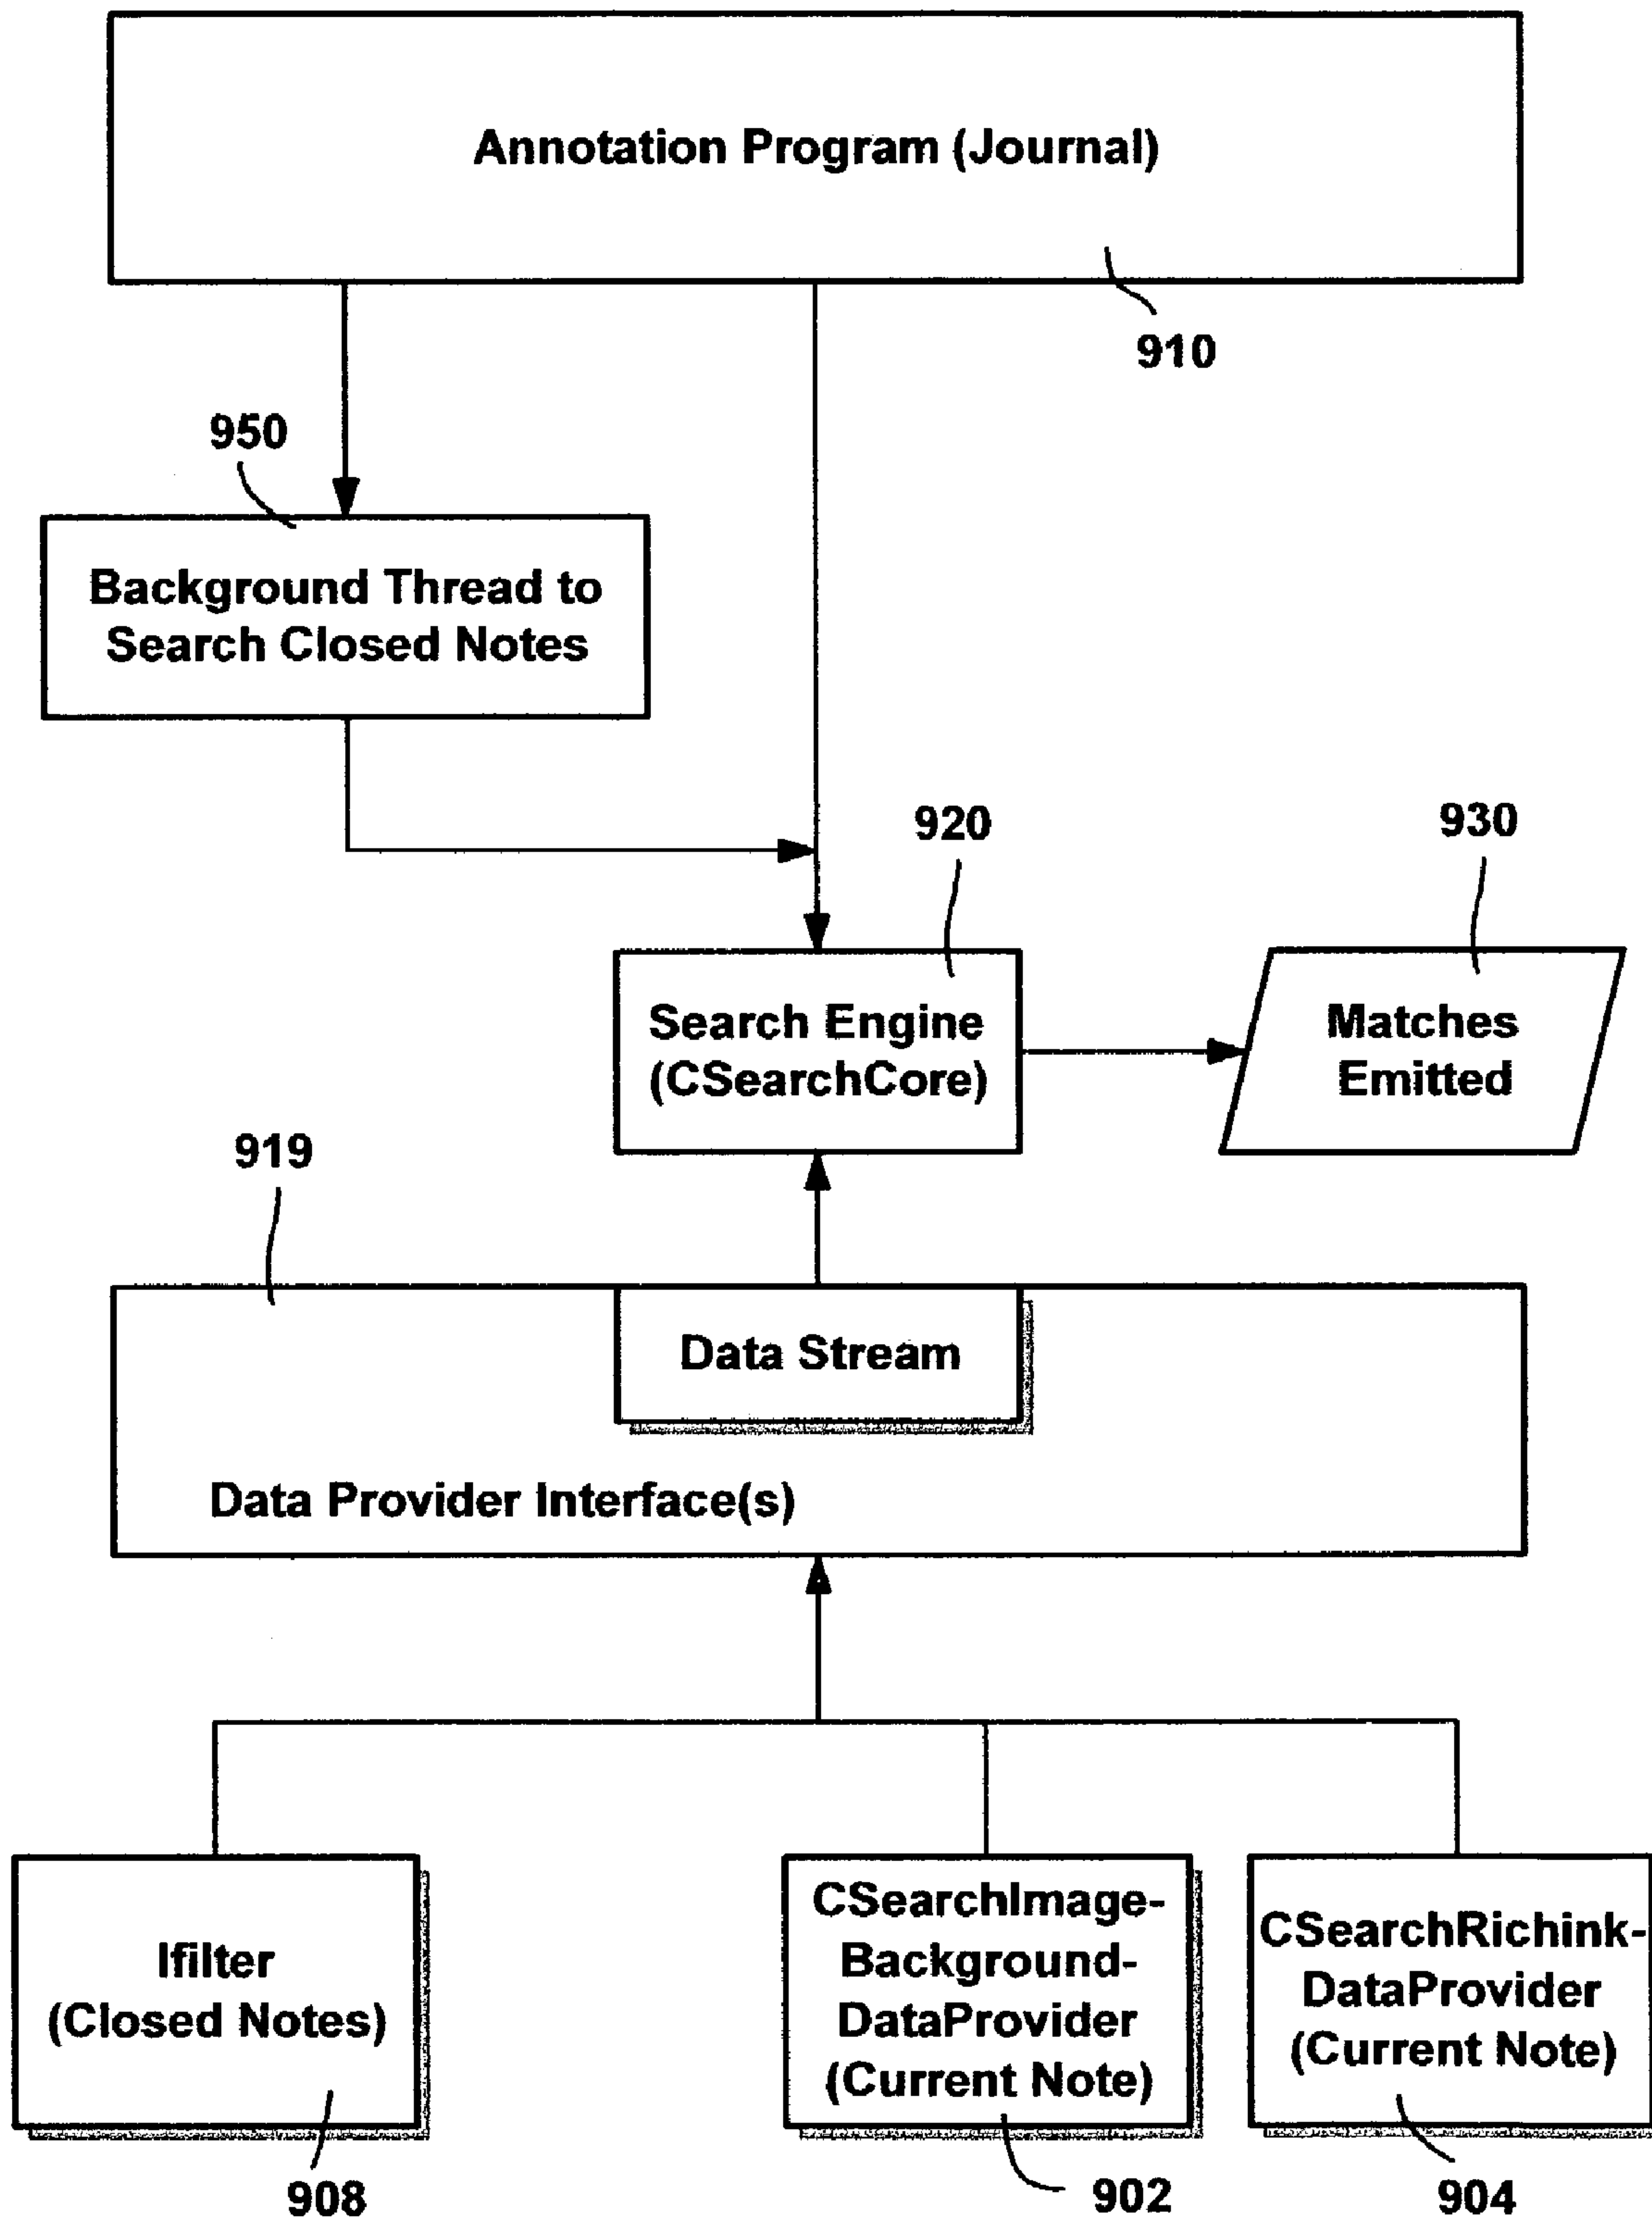 Annotation Program (Journal)
910
950
Background Thread to
Search Closed Notes
920
930
Search Engine
(CSearchCore)
Matches
Emitted
919
Data Stream
Data Provider Interface(s)
Ifilter
(Closed Notes)
CSearchImage-
Background-
DataProvider
(Current Note)
CSearchRichink-
DataProvider
(Current Note)
908
902
904